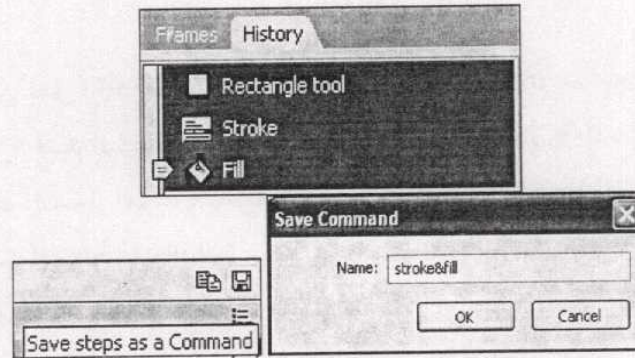 Frames History
Rectangle tool
Stroke
Fill
Save Command
Name: stroke&fill
OK Cancel
Save steps as a Command